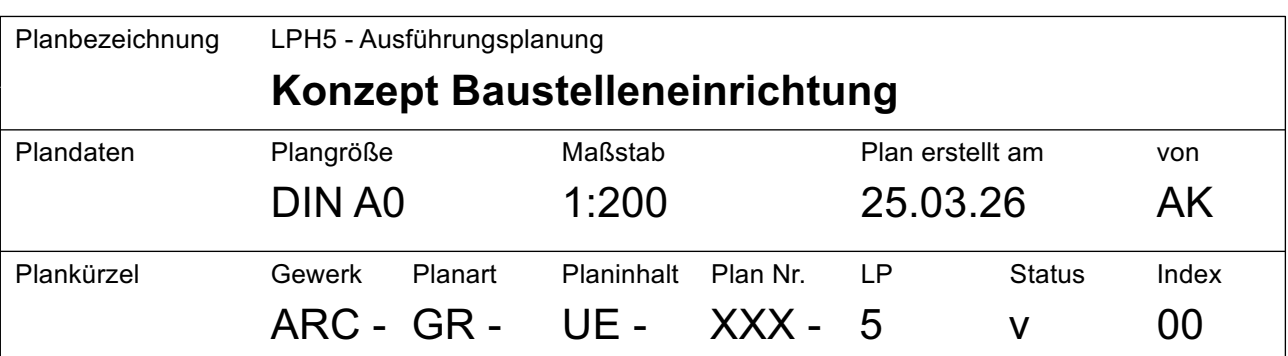 Planbezeichnung LPH5 - Ausführungsplanung
Konzept Baustelleneinrichtung
Plandaten Plangröße Maßstab Plan erstellt am von
DIN A0 1:200 25.03.26 AK
Plankürzel Gewerk Planart Planinhalt Plan Nr. LP Status Index
ARC - GR - UE - XXX - 5 v 00